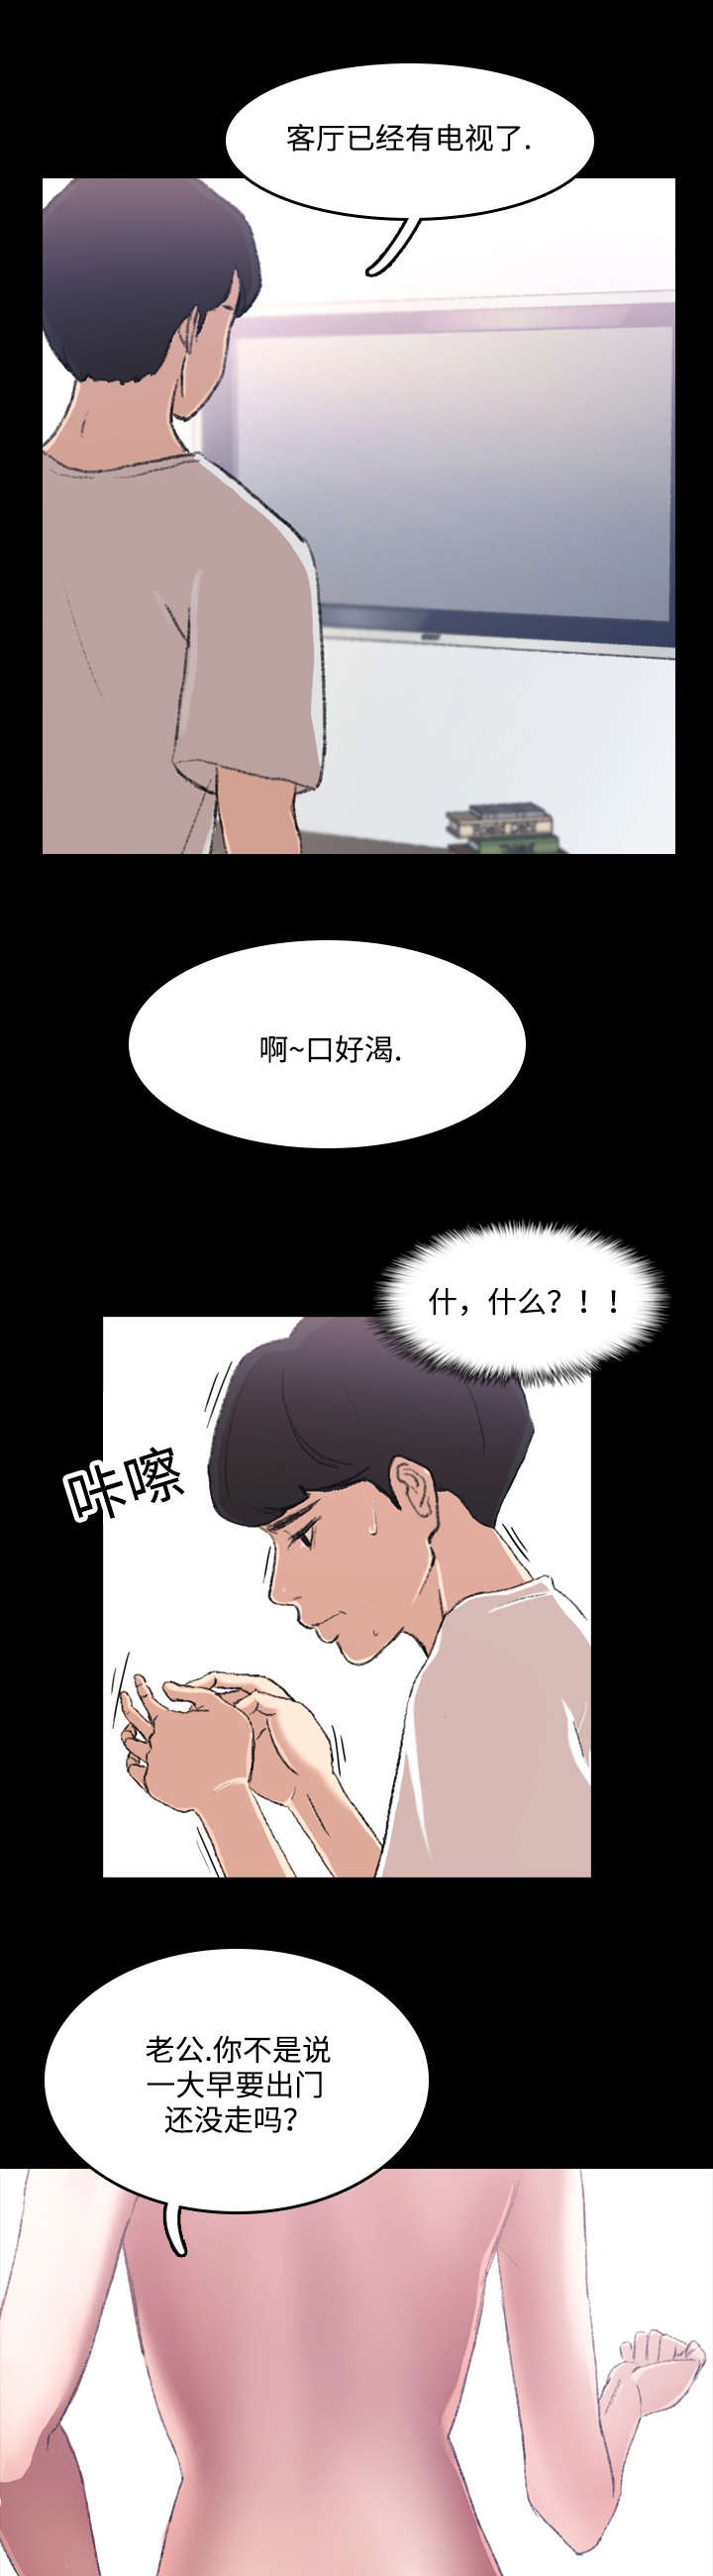 客厅已经有电视了.
啊~口好渴.
什，什么？！！
咔嚓
老公.你不是说
一大早要出门
还没走吗？